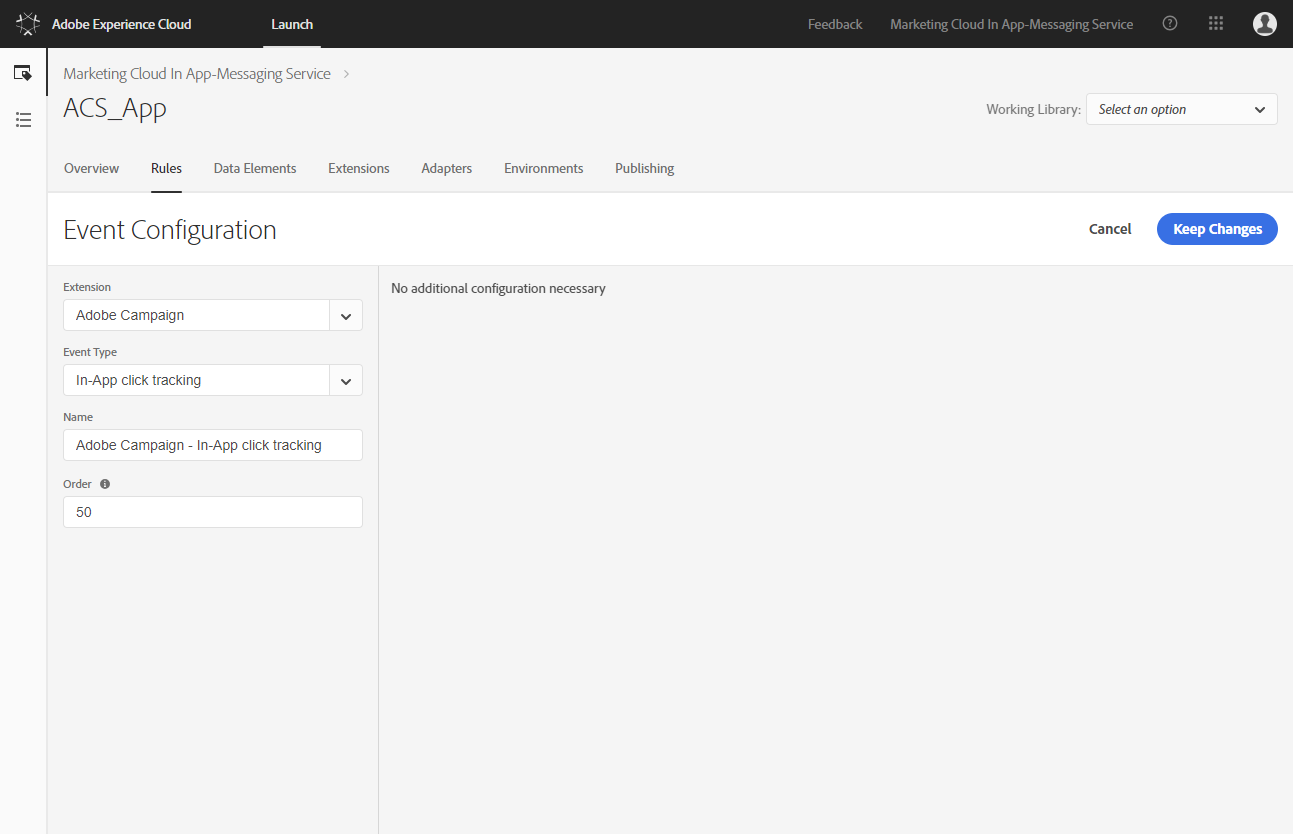 Adobe Experience Cloud Launch Feedback Marketing Cloud In App-Messaging Service
Marketing Cloud In App-Messaging Service
ACS_App
Working Library: Select an option
Overview Rules Data Elements Extensions Adapters Environments Publishing
Event Configuration Cancel Keep Changes
Extension
Adobe Campaign
Event Type
In-App click tracking
Name
Adobe Campaign - In-App click tracking
Order
50
No additional configuration necessary